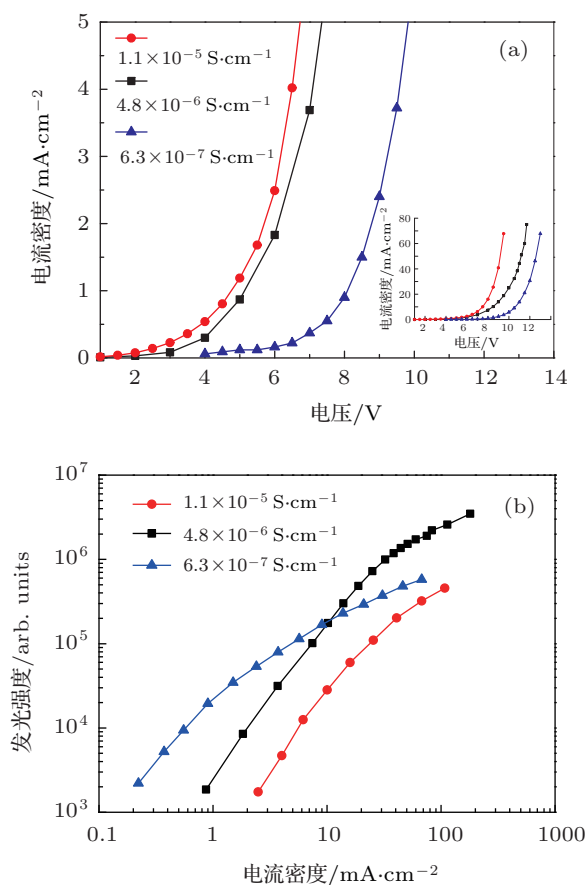 (a)
1.1×10⁻⁵ S·cm⁻¹
4.8×10⁻⁶ S·cm⁻¹
6.3×10⁻⁷ S·cm⁻¹
电流密度/mA·cm⁻²
5
4
3
2
1
0
2 4 6 8 10 12 14
电压/V
电流密度/mA·cm⁻²
80
60
40
20
0
2 4 6 8 10 12
电压/V
(b)
1.1×10⁻⁵ S·cm⁻¹
4.8×10⁻⁶ S·cm⁻¹
6.3×10⁻⁷ S·cm⁻¹
发光强度/arb. units
10⁷
10⁶
10⁵
10⁴
10³
0.1 1 10 100 1000
电流密度/mA·cm⁻²